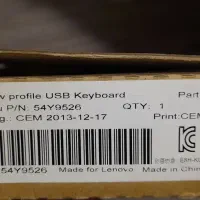 w profile USB Keyboard Part
P/N: 54Y9526 QTY: 1
g.: CEM 2013-12-17 Print:CEM
54Y9526 Made for Lenovo
Made in China